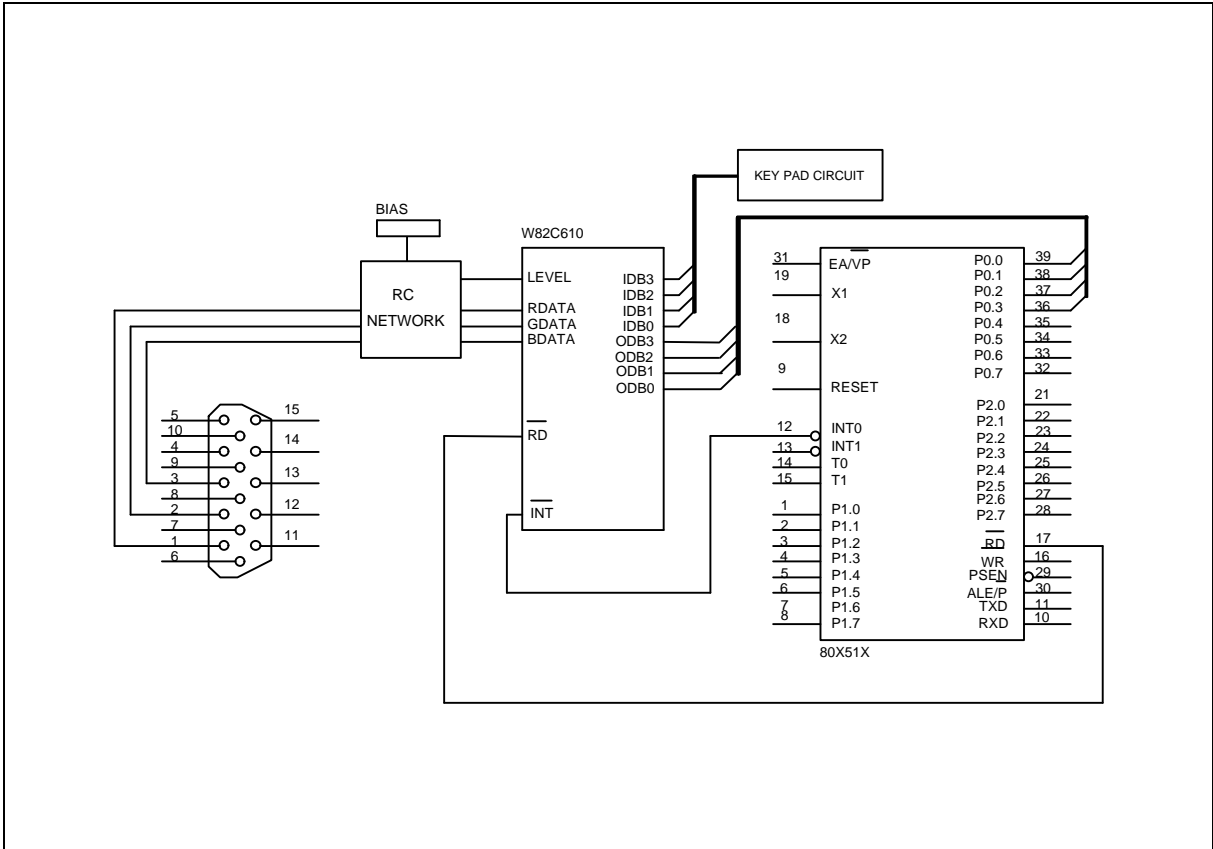 KEY PAD CIRCUIT
BIAS
RC
NETWORK
W82C610
LEVEL
RDATA
GDATA
BDATA
RD
INT
IDB3
IDB2
IDB1
IDB0
ODB3
ODB2
ODB1
ODB0
5
10
4
9
3
8
2
7
1
6
15
14
13
12
11
31 EA/VP
19 X1
18 X2
9 RESET
12 INT0
13 INT1
14 T0
15 T1
1 P1.0
2 P1.1
3 P1.2
4 P1.3
5 P1.4
6 P1.5
7 P1.6
8 P1.7
P0.0 39
P0.1 38
P0.2 37
P0.3 36
P0.4 35
P0.5 34
P0.6 33
P0.7 32
P2.0 21
P2.1 22
P2.2 23
P2.3 24
P2.4 25
P2.5 26
P2.6 27
P2.7 28
RD 17
WR 16
PSEN 29
ALE/P 30
TXD 11
RXD 10
80X51X